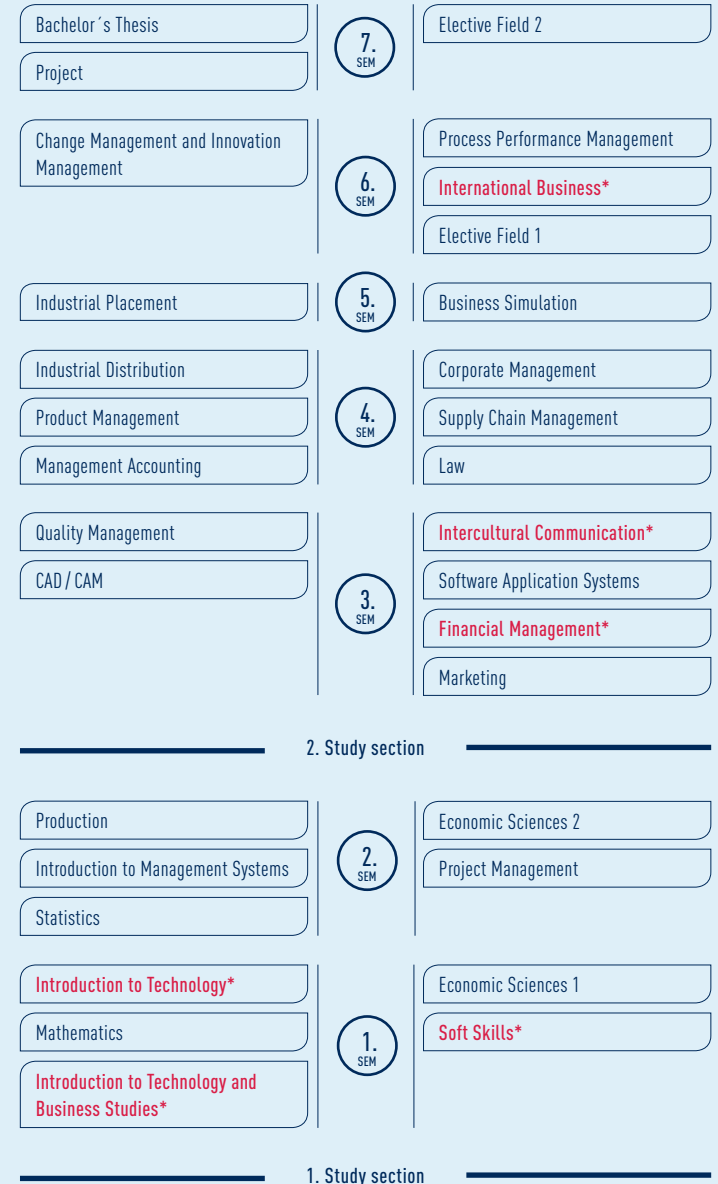 Bachelor´s Thesis
Project
7.
SEM
Elective Field 2
Change Management and Innovation
Management
6.
SEM
Process Performance Management
International Business*
Elective Field 1
Industrial Placement
5.
SEM
Business Simulation
Industrial Distribution
Product Management
Management Accounting
4.
SEM
Corporate Management
Supply Chain Management
Law
Quality Management
CAD / CAM
3.
SEM
Intercultural Communication*
Software Application Systems
Financial Management*
Marketing
2. Study section
Production
Introduction to Management Systems
Statistics
2.
SEM
Economic Sciences 2
Project Management
Introduction to Technology*
Mathematics
Introduction to Technology and
Business Studies*
1.
SEM
Economic Sciences 1
Soft Skills*
1. Study section